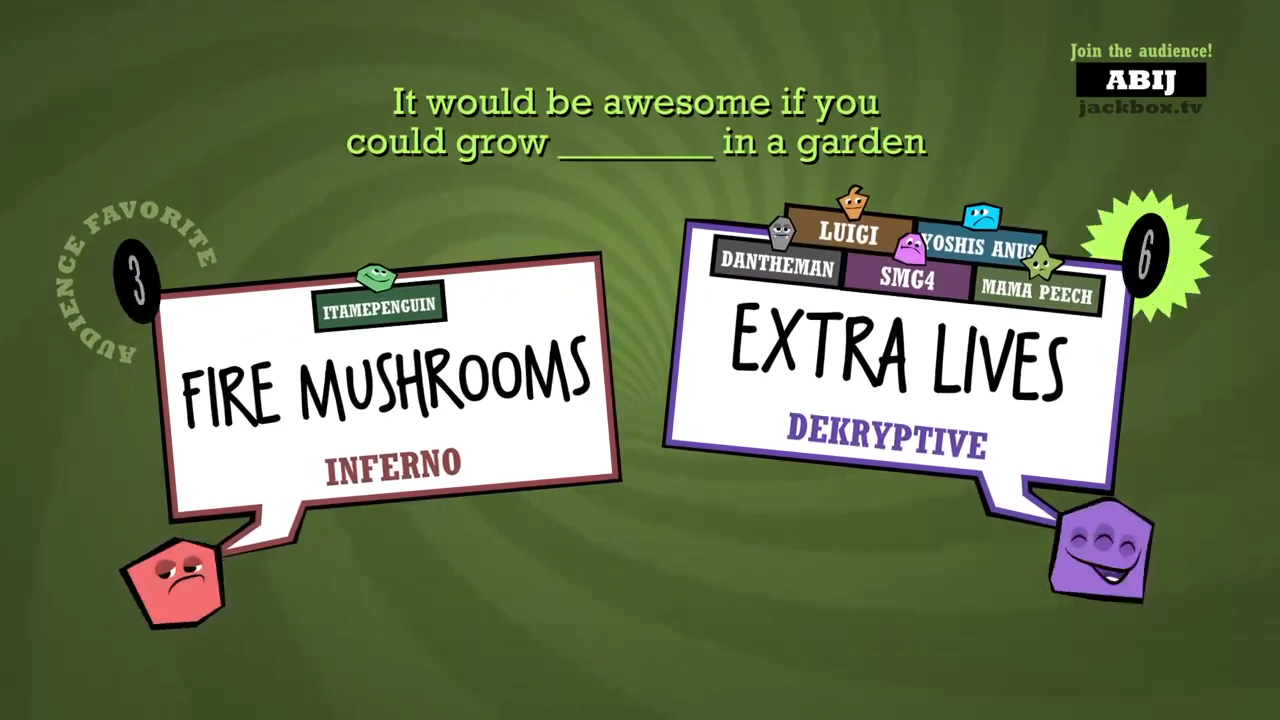 Join the audience!
ABIJ
jackbox.tv
It would be awesome if you
could grow ________ in a garden
AUDIENCE FAVORITE
3
ITAMEPENGUIN
FIRE MUSHROOMS
INFERNO
LUIGI
YOSHIS ANUS
DANTHEMAN
SMG4
MAMA PEECH
6
EXTRA LIVES
DEKRYPTIVE